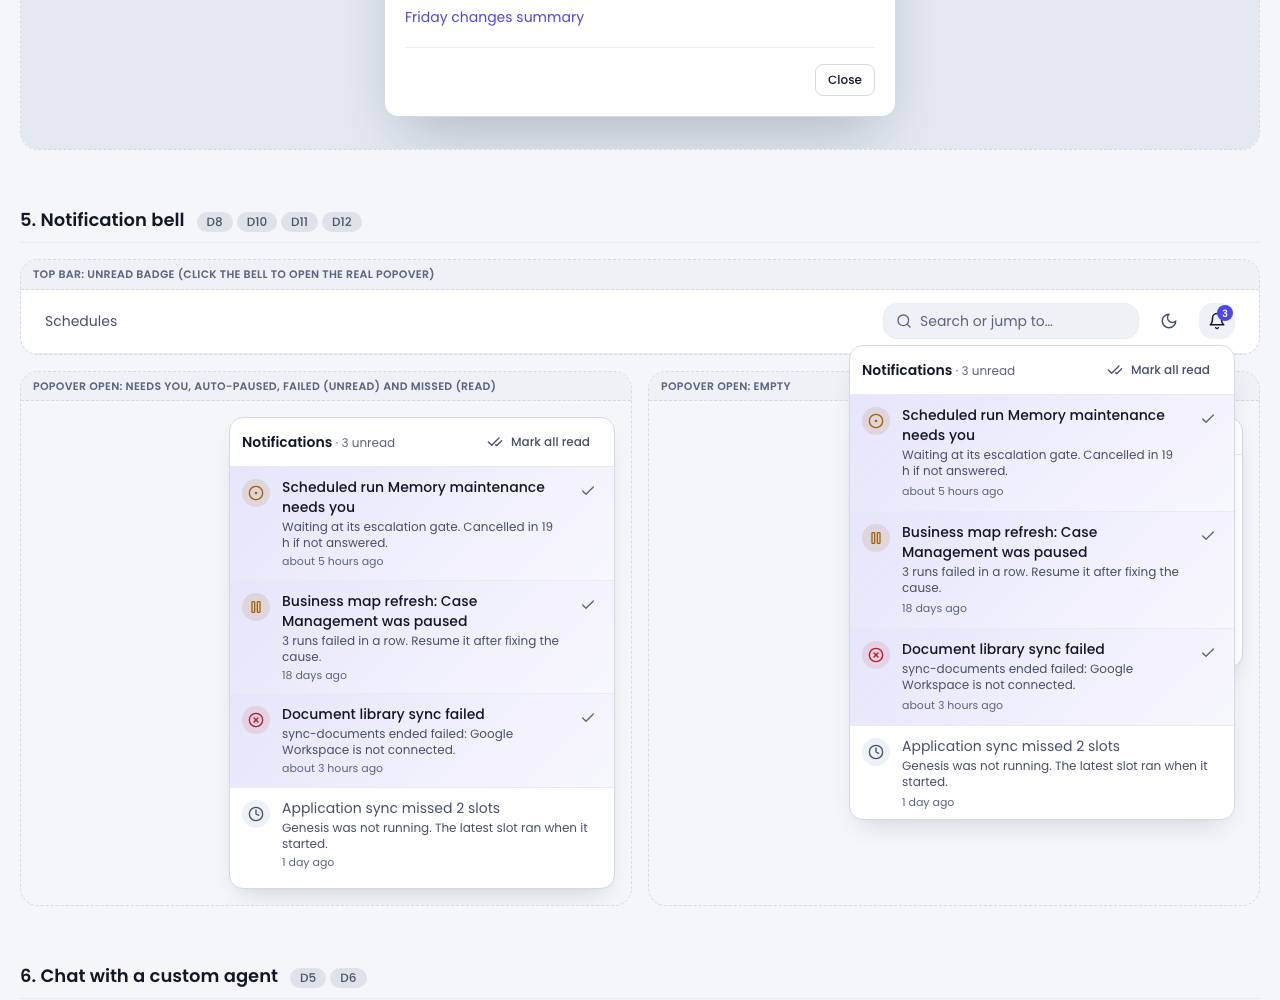 Friday changes summary
Close
5. Notification bell D8 D10 D11 D12
TOP BAR: UNREAD BADGE (CLICK THE BELL TO OPEN THE REAL POPOVER)
Schedules Search or jump to... 3
POPOVER OPEN: NEEDS YOU, AUTO-PAUSED, FAILED (UNREAD) AND MISSED (READ)
Notifications · 3 unread Mark all read
Scheduled run Memory maintenance
needs you
Waiting at its escalation gate. Cancelled in 19
h if not answered.
about 5 hours ago
Business map refresh: Case
Management was paused
3 runs failed in a row. Resume it after fixing the
cause.
18 days ago
Document library sync failed
sync-documents ended failed: Google
Workspace is not connected.
about 3 hours ago
Application sync missed 2 slots
Genesis was not running. The latest slot ran when it
started.
1 day ago
POPOVER OPEN: EMPTY
Notifications · 3 unread Mark all read
Scheduled run Memory maintenance
needs you
Waiting at its escalation gate. Cancelled in 19
h if not answered.
about 5 hours ago
Business map refresh: Case
Management was paused
3 runs failed in a row. Resume it after fixing the
cause.
18 days ago
Document library sync failed
sync-documents ended failed: Google
Workspace is not connected.
about 3 hours ago
Application sync missed 2 slots
Genesis was not running. The latest slot ran when it
started.
1 day ago
6. Chat with a custom agent D5 D6